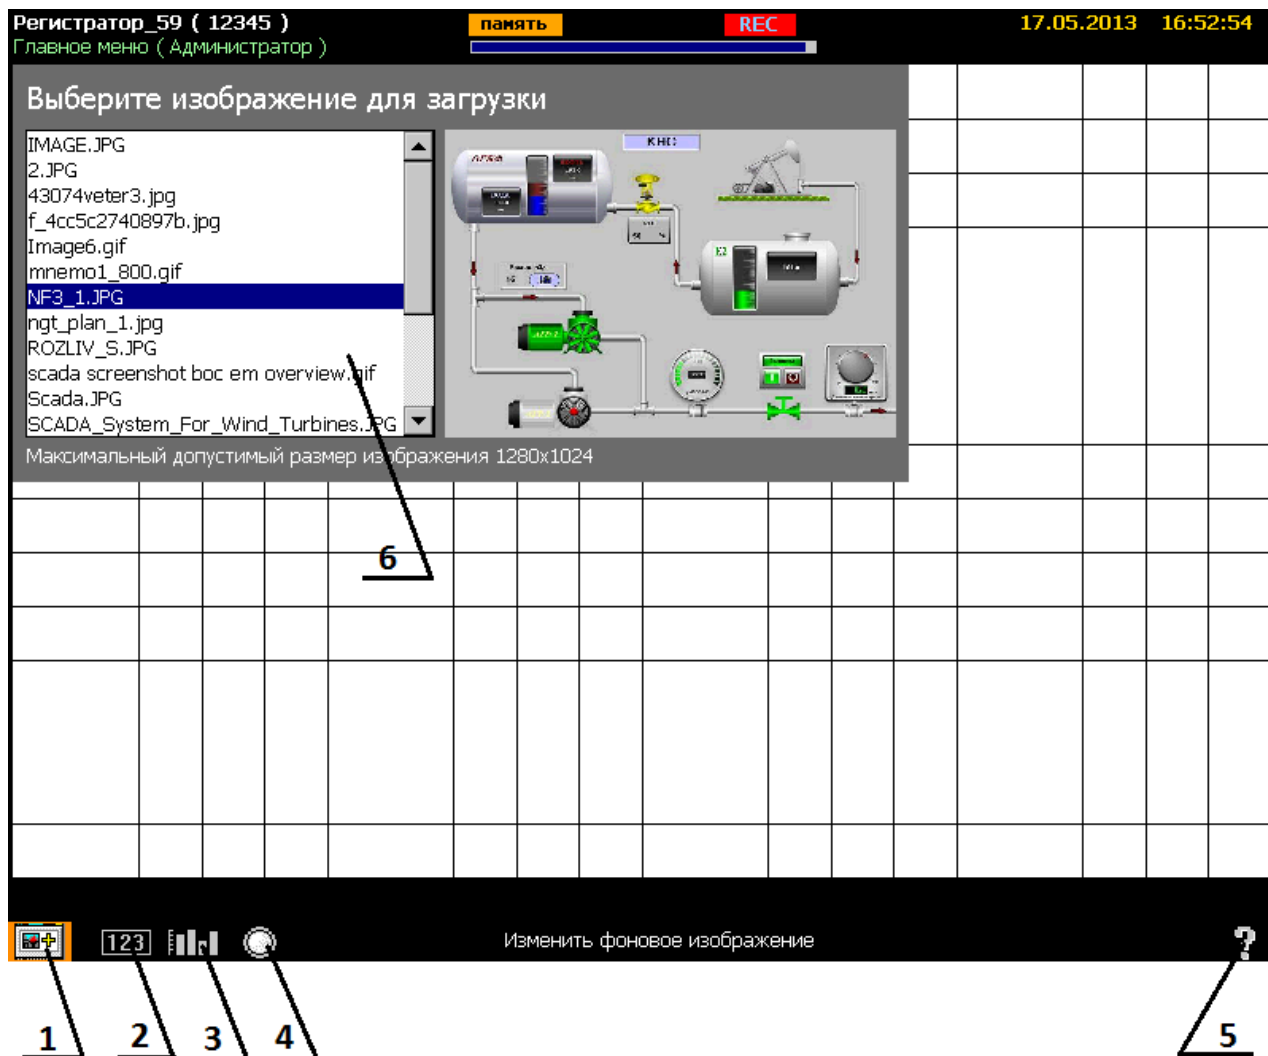 Регистратор_59 ( 12345 )
память
REC
17.05.2013 16:52:54
Главное меню ( Администратор )
Выберите изображение для загрузки
IMAGE.JPG
2.JPG
43074veter3.jpg
f_4cc5c2740897b.jpg
Image6.gif
mnemo1_800.gif
NF3_1.JPG
ngt_plan_1.jpg
ROZLIV_S.JPG
scada screenshot boc em overview.gif
Scada.JPG
SCADA_System_For_Wind_Turbines.JPG
Максимальный допустимый размер изображения 1280x1024
6
123
Изменить фоновое изображение
?
1
2
3
4
5